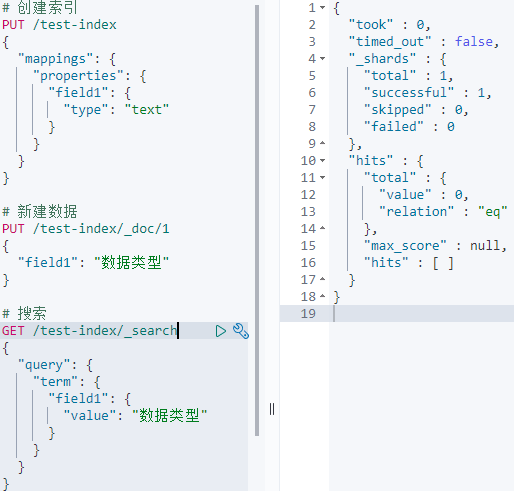 # 创建索引
PUT /test-index
{
"mappings": {
"properties": {
"field1": {
"type": "text"
}
}
}
}
# 新建数据
PUT /test-index/_doc/1
{
"field1": "数据类型"
}
# 搜索
GET /test-index/_search
{
"query": {
"term": {
"field1": {
"value": "数据类型"
}
}
}
}
1 {
2 "took" : 0,
3 "timed_out" : false,
4 "_shards" : {
5 "total" : 1,
6 "successful" : 1,
7 "skipped" : 0,
8 "failed" : 0
9 },
10 "hits" : {
11 "total" : {
12 "value" : 0,
13 "relation" : "eq"
14 },
15 "max_score" : null,
16 "hits" : [ ]
17 }
18 }
19